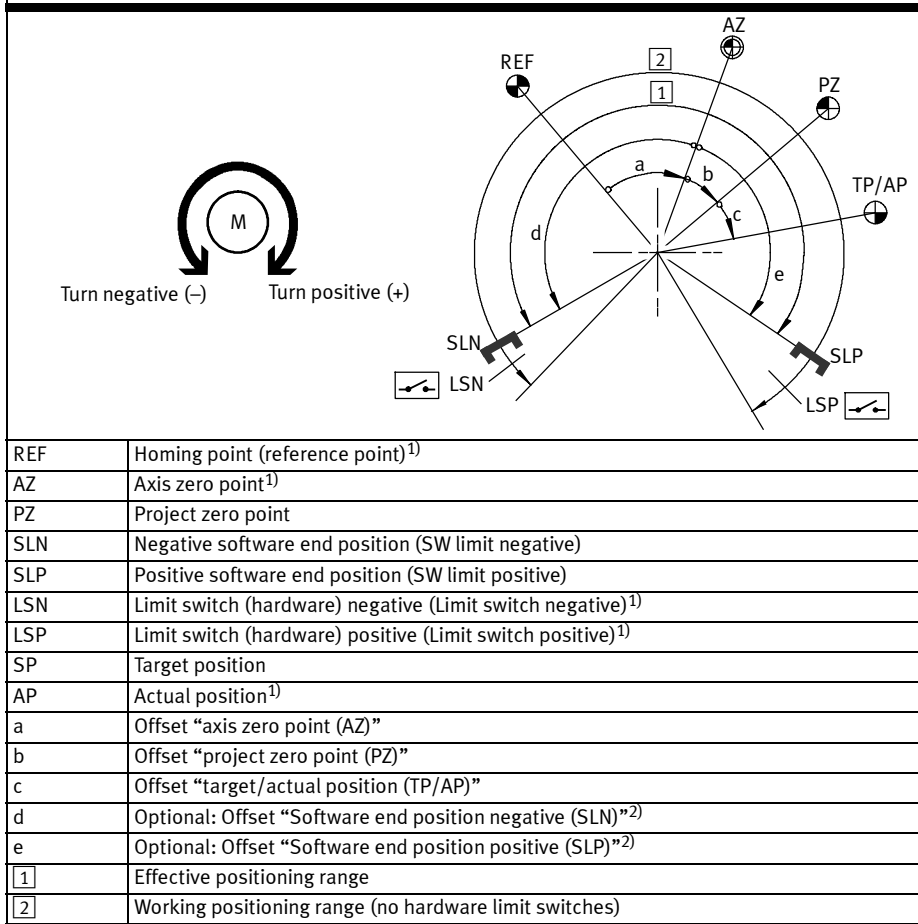 AZ
REF
2
PZ
1
a
b
TP/AP
c
M
d
e
Turn negative (–)
Turn positive (+)
SLN
SLP
LSN
LSP
REF Homing point (reference point)1)
AZ Axis zero point1)
PZ Project zero point
SLN Negative software end position (SW limit negative)
SLP Positive software end position (SW limit positive)
LSN Limit switch (hardware) negative (Limit switch negative)1)
LSP Limit switch (hardware) positive (Limit switch positive)1)
SP Target position
AP Actual position1)
a Offset “axis zero point (AZ)”
b Offset “project zero point (PZ)”
c Offset “target/actual position (TP/AP)”
d Optional: Offset “Software end position negative (SLN)”2)
e Optional: Offset “Software end position positive (SLP)”2)
1 Effective positioning range
2 Working positioning range (no hardware limit switches)